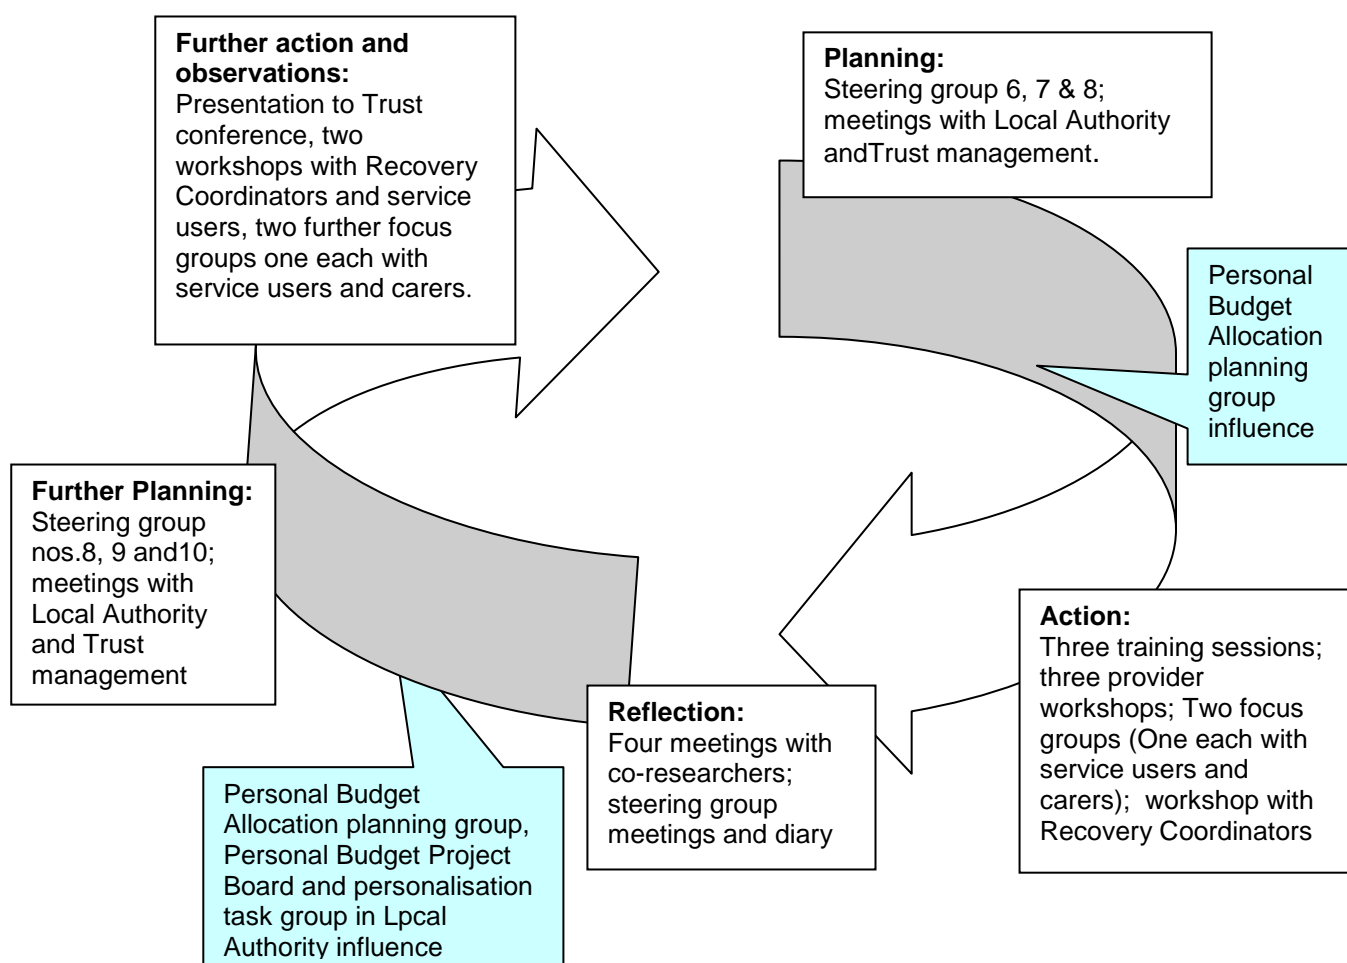 Further action and
observations:
Presentation to Trust
conference, two
workshops with Recovery
Coordinators and service
users, two further focus
groups one each with
service users and carers.
Planning:
Steering group 6, 7 & 8;
meetings with Local Authority
andTrust management.
Personal
Budget
Allocation
planning
group
influence
Further Planning:
Steering group
nos.8, 9 and10;
meetings with
Local Authority
and Trust
management
Action:
Three training sessions;
three provider
workshops; Two focus
groups (One each with
service users and
carers);  workshop with
Recovery Coordinators
Reflection:
Four meetings with
co-researchers;
steering group
meetings and diary
Personal Budget
Allocation planning group,
Personal Budget Project
Board and personalisation
task group in Lpcal
Authority influence